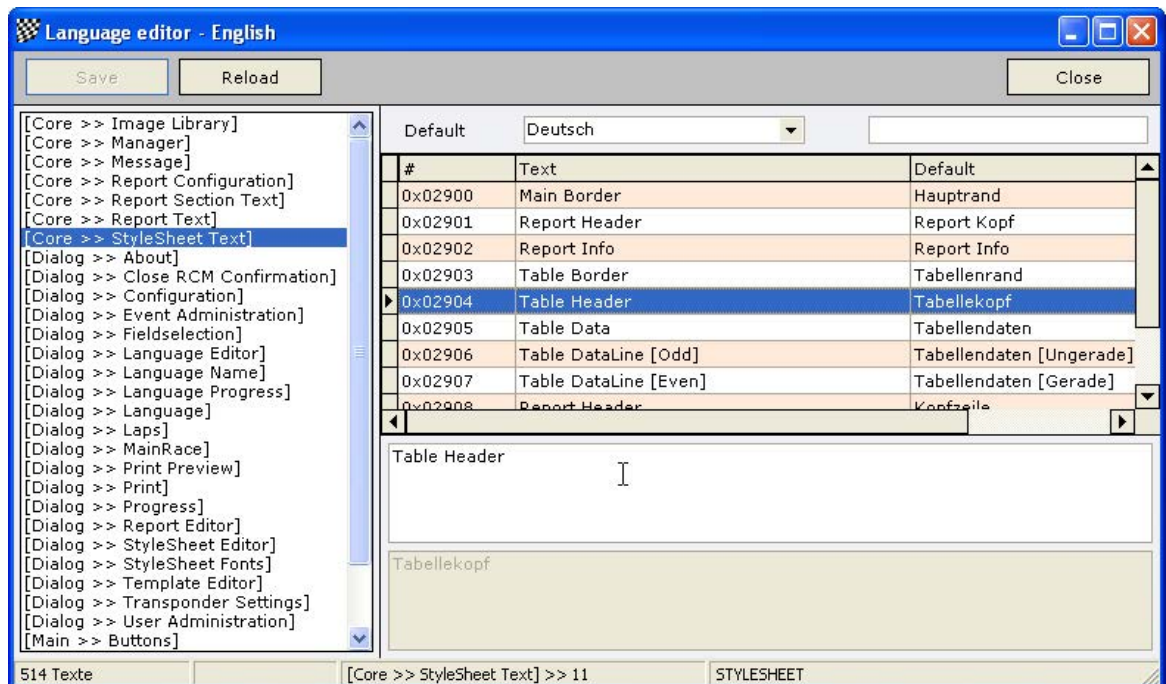 Language editor - English
Save Reload Close
[Core >> Image Library]
[Core >> Manager]
[Core >> Message]
[Core >> Report Configuration]
[Core >> Report Section Text]
[Core >> Report Text]
[Core >> StyleSheet Text]
[Dialog >> About]
[Dialog >> Close RCM Confirmation]
[Dialog >> Configuration]
[Dialog >> Event Administration]
[Dialog >> Fieldselection]
[Dialog >> Language Editor]
[Dialog >> Language Name]
[Dialog >> Language Progress]
[Dialog >> Language]
[Dialog >> Laps]
[Dialog >> MainRace]
[Dialog >> Print Preview]
[Dialog >> Print]
[Dialog >> Progress]
[Dialog >> Report Editor]
[Dialog >> StyleSheet Editor]
[Dialog >> StyleSheet Fonts]
[Dialog >> Template Editor]
[Dialog >> Transponder Settings]
[Dialog >> User Administration]
[Main >> Buttons]
Default Deutsch
# Text Default
0x02900 Main Border Hauptrand
0x02901 Report Header Report Kopf
0x02902 Report Info Report Info
0x02903 Table Border Tabellenrand
0x02904 Table Header Tabellekopf
0x02905 Table Data Tabellendaten
0x02906 Table DataLine [Odd] Tabellendaten [Ungerade]
0x02907 Table DataLine [Even] Tabellendaten [Gerade]
0x02908 Report Header Kopfzeile
Table Header
Tabellekopf
514 Texte [Core >> StyleSheet Text] >> 11 STYLESHEET